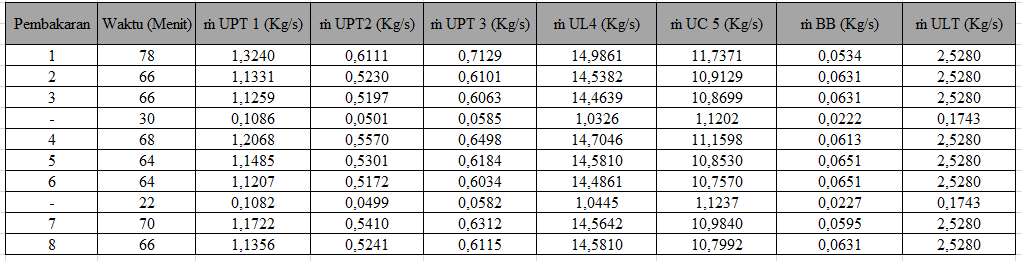 Pembakaran Waktu (Menit) ṁ UPT 1 (Kg/s) ṁ UPT2 (Kg/s) ṁ UPT 3 (Kg/s) ṁ UL4 (Kg/s) ṁ UC 5 (Kg/s) ṁ BB (Kg/s) ṁ ULT (Kg/s)
1 78 1,3240 0,6111 0,7129 14,9861 11,7371 0,0534 2,5280
2 66 1,1331 0,5230 0,6101 14,5382 10,9129 0,0631 2,5280
3 66 1,1259 0,5197 0,6063 14,4639 10,8699 0,0631 2,5280
- 30 0,1086 0,0501 0,0585 1,0326 1,1202 0,0222 0,1743
4 68 1,2068 0,5570 0,6498 14,7046 11,1598 0,0613 2,5280
5 64 1,1485 0,5301 0,6184 14,5810 10,8530 0,0651 2,5280
6 64 1,1207 0,5172 0,6034 14,4861 10,7570 0,0651 2,5280
- 22 0,1082 0,0499 0,0582 1,0445 1,1237 0,0227 0,1743
7 70 1,1722 0,5410 0,6312 14,5642 10,9840 0,0595 2,5280
8 66 1,1356 0,5241 0,6115 14,5810 10,7992 0,0631 2,5280